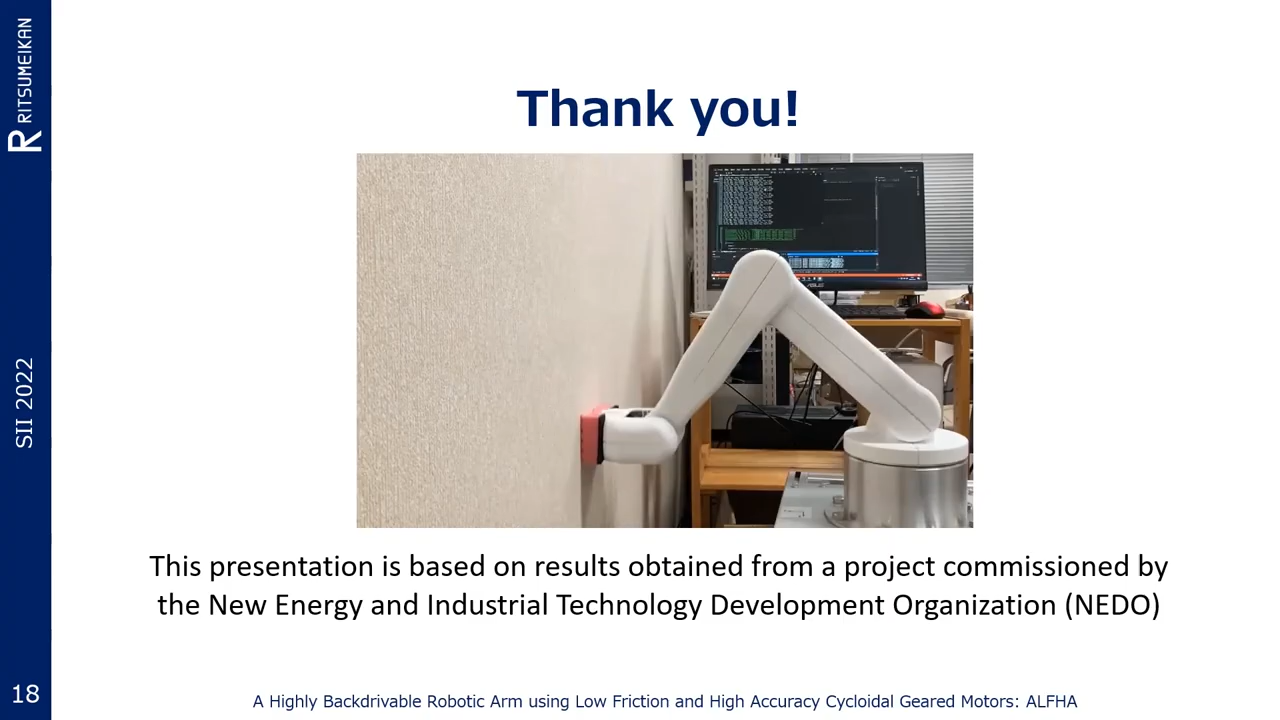 RITSUMEIKAN
SII 2022
18
Thank you!
This presentation is based on results obtained from a project commissioned by
the New Energy and Industrial Technology Development Organization (NEDO)
A Highly Backdrivable Robotic Arm using Low Friction and High Accuracy Cycloidal Geared Motors: ALFHA